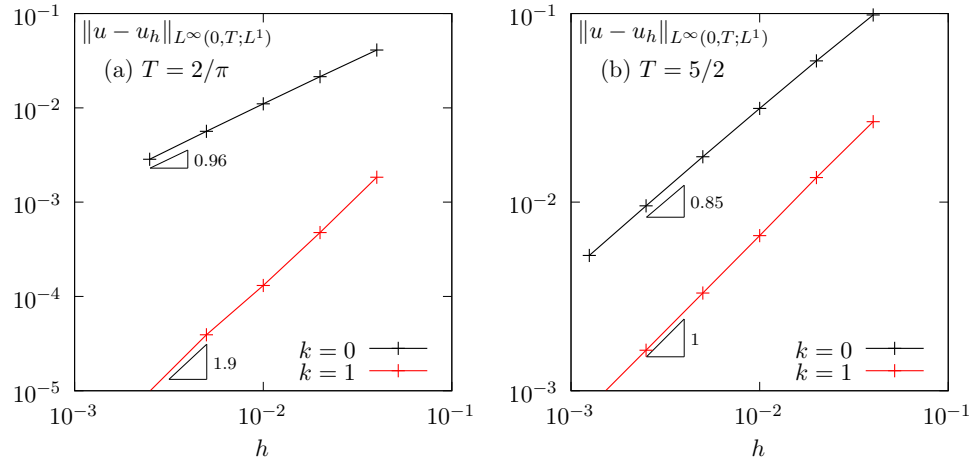 10⁻¹
10⁻²
10⁻³
10⁻⁴
10⁻⁵
‖u − u_h‖_{L^∞(0,T;L¹)}
(a) T = 2/π
0.96
1.9
k = 0
k = 1
10⁻³ 10⁻² 10⁻¹
h
10⁻¹
10⁻²
10⁻³
‖u − u_h‖_{L^∞(0,T;L¹)}
(b) T = 5/2
0.85
1
k = 0
k = 1
10⁻³ 10⁻² 10⁻¹
h